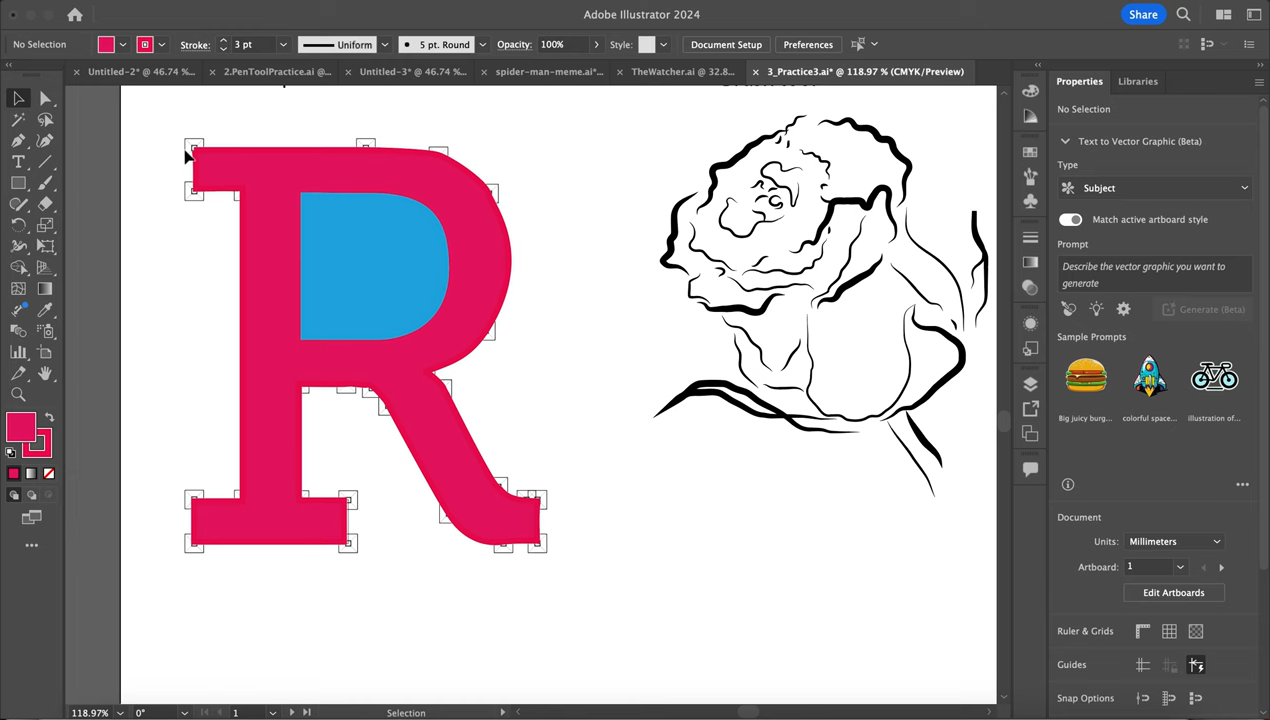 Adobe Illustrator 2024
Share
No Selection
Stroke:
3 pt
Uniform
5 pt. Round
Opacity:
100%
Style:
Document Setup
Preferences
Untitled-2* @ 46.74 %...
2.PenToolPractice.ai @...
Untitled-3* @ 46.74 %...
spider-man-meme.ai*...
TheWatcher.ai @ 32.8...
3_Practice3.ai* @ 118.97 % (CMYK/Preview)
Properties
Libraries
No Selection
Text to Vector Graphic (Beta)
Type
Subject
Match active artboard style
Prompt
Describe the vector graphic you want to
generate
Generate (Beta)
Sample Prompts
Big juicy burg...
colorful space...
illustration of...
Document
Units:
Millimeters
Artboard:
1
Edit Artboards
Ruler & Grids
Guides
Snap Options
R
118.97%
0°
1
Selection